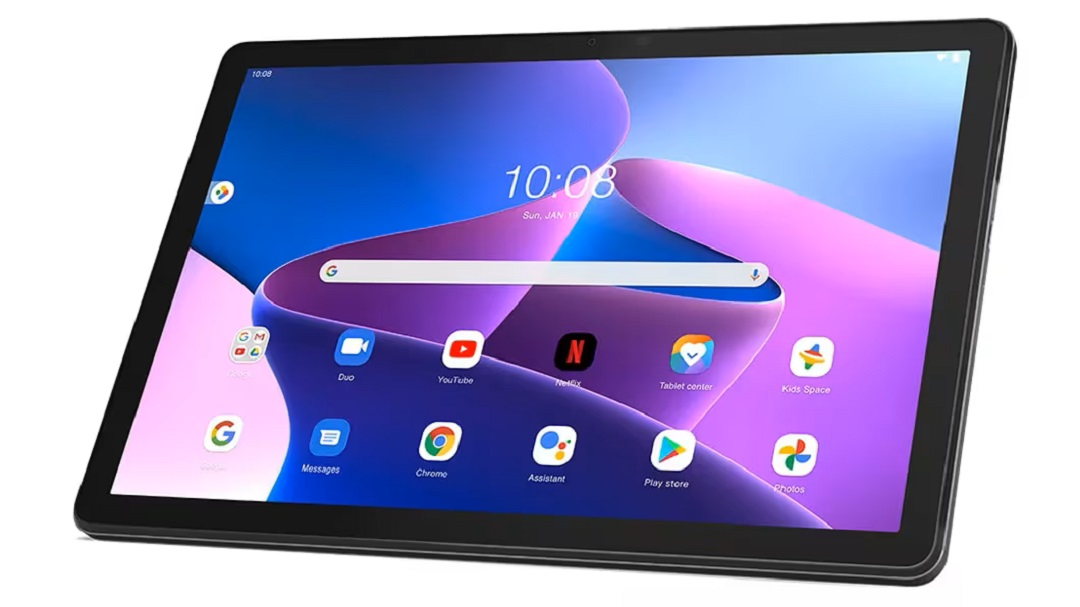 10:08
10:08
Sun, JAN 19
Duo
YouTube
Netflix
Tablet center
Kids Space
Messages
Chrome
Assistant
Play store
Photos